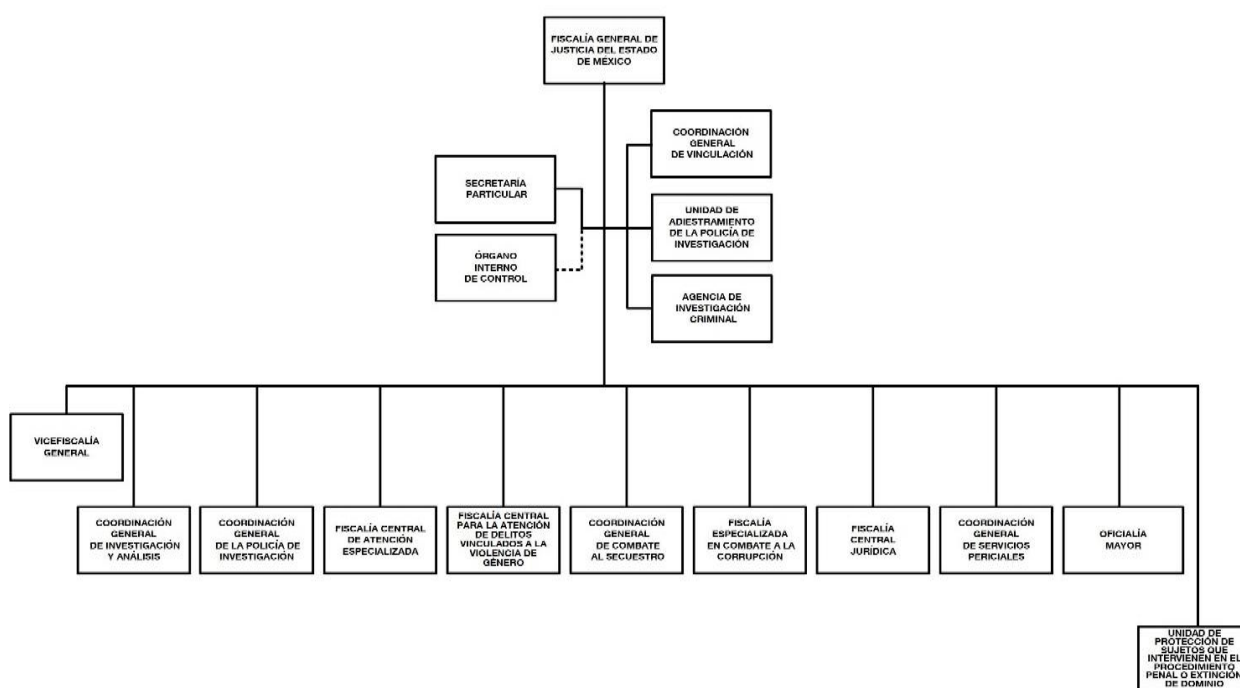 FISCALÍA GENERAL DE
JUSTICIA DEL ESTADO
DE MÉXICO
COORDINACIÓN
GENERAL
DE VINCULACIÓN
SECRETARÍA
PARTICULAR
UNIDAD DE
ADIESTRAMIENTO
DE LA POLICÍA DE
INVESTIGACIÓN
ÓRGANO
INTERNO
DE CONTROL
AGENCIA DE
INVESTIGACIÓN
CRIMINAL
VICEFISCALÍA
GENERAL
COORDINACIÓN
GENERAL
DE INVESTIGACIÓN
Y ANÁLISIS
COORDINACIÓN
GENERAL
DE LA POLICÍA DE
INVESTIGACIÓN
FISCALÍA CENTRAL
DE ATENCIÓN
ESPECIALIZADA
FISCALÍA CENTRAL
PARA LA ATENCIÓN
DE DELITOS
VINCULADOS A LA
VIOLENCIA DE
GÉNERO
COORDINACIÓN
GENERAL
DE COMBATE
AL SECUESTRO
FISCALÍA
ESPECIALIZADA
EN COMBATE A LA
CORRUPCIÓN
FISCALÍA
CENTRAL
JURÍDICA
COORDINACIÓN
GENERAL
DE SERVICIOS
PERICIALES
OFICIALÍA
MAYOR
UNIDAD DE
PROTECCIÓN DE
SUJETOS QUE
INTERVIENEN EN EL
PROCEDIMIENTO
PENAL O EXTINCIÓN
DE DOMINIO